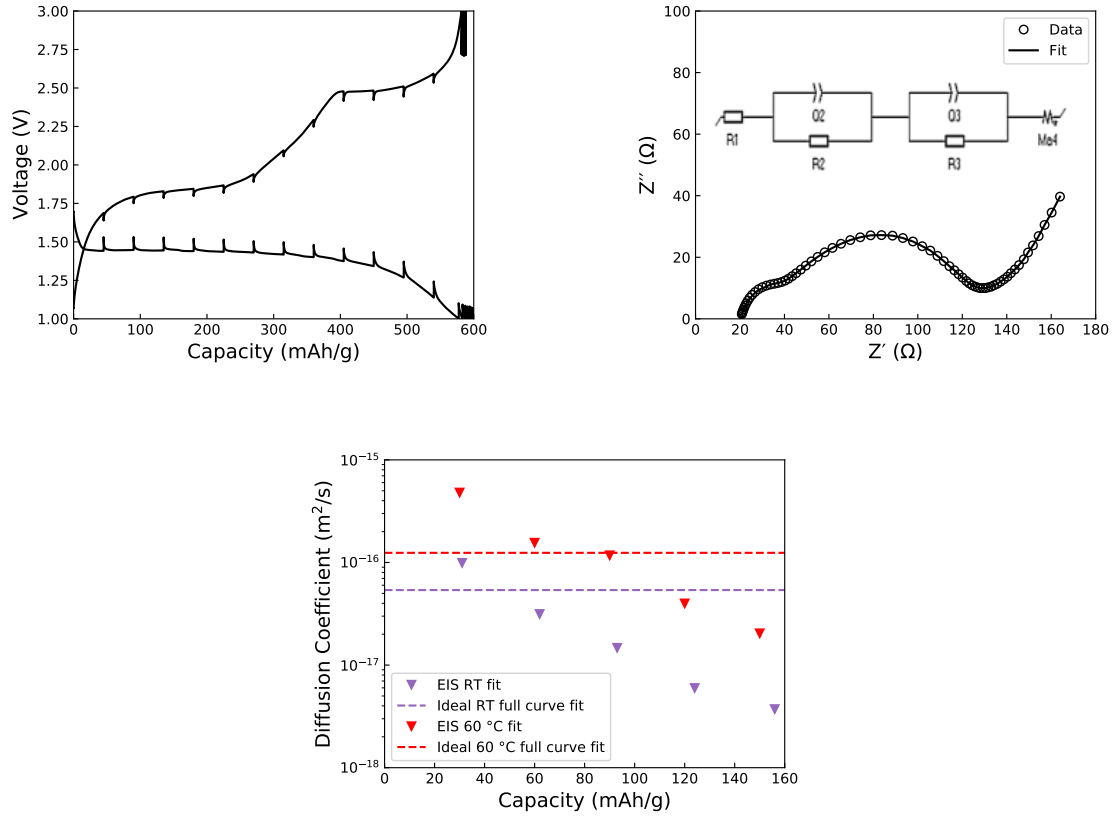 3.00
2.75
2.50
2.25
2.00
1.75
1.50
1.25
1.00
Voltage (V)
0 100 200 300 400 500 600
Capacity (mAh/g)
100
80
60
40
20
0
Z′′ (Ω)
Data
Fit
Q2 Q3
R1 Ma4
R2 R3
0 20 40 60 80 100 120 140 160 180
Z′ (Ω)
10⁻¹⁵
10⁻¹⁶
10⁻¹⁷
10⁻¹⁸
Diffusion Coefficient (m²/s)
EIS RT fit
Ideal RT full curve fit
EIS 60 °C fit
Ideal 60 °C full curve fit
0 20 40 60 80 100 120 140 160
Capacity (mAh/g)